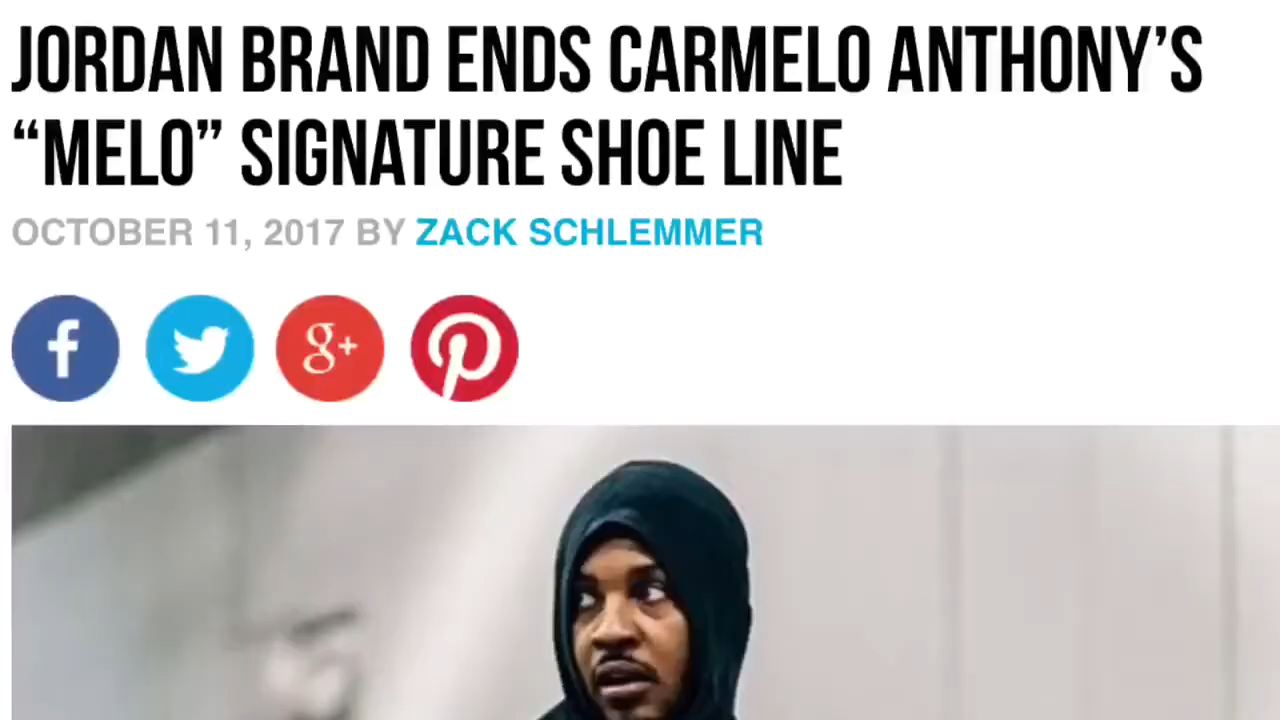 JORDAN BRAND ENDS CARMELO ANTHONY’S
“MELO” SIGNATURE SHOE LINE
OCTOBER 11, 2017 BY ZACK SCHLEMMER
f g+